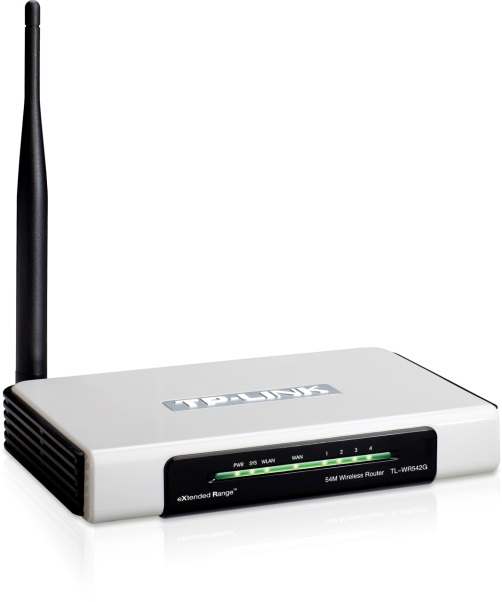 TP-LINK
PWR SYS WLAN WAN 1 2 3 4
eXtended Range™
54M Wireless Router TL-WR542G